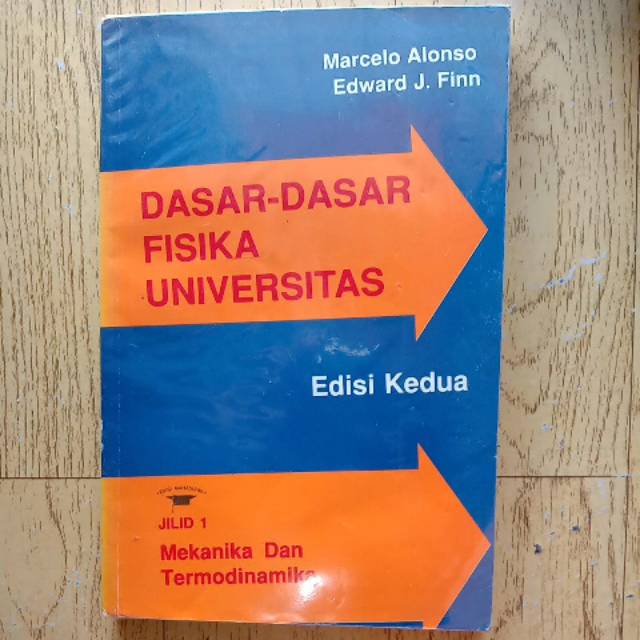 Marcelo Alonso
Edward J. Finn
DASAR-DASAR
FISIKA
UNIVERSITAS
Edisi Kedua
JILID 1
Mekanika Dan
Termodinamika